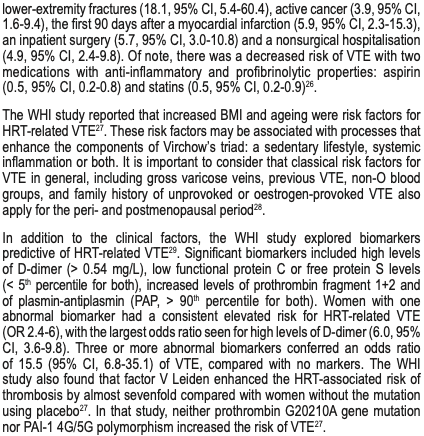 lower-extremity fractures (18.1, 95% CI, 5.4-60.4), active cancer (3.9, 95% CI,
1.6-9.4), the first 90 days after a myocardial infarction (5.9, 95% CI, 2.3-15.3),
an inpatient surgery (5.7, 95% CI, 3.0-10.8) and a nonsurgical hospitalisation
(4.9, 95% CI, 2.4-9.8). Of note, there was a decreased risk of VTE with two
medications with anti-inflammatory and profibrinolytic properties: aspirin
(0.5, 95% CI, 0.2-0.8) and statins (0.5, 95% CI, 0.2-0.9)²⁶.
The WHI study reported that increased BMI and ageing were risk factors for
HRT-related VTE²⁷. These risk factors may be associated with processes that
enhance the components of Virchow's triad: a sedentary lifestyle, systemic
inflammation or both. It is important to consider that classical risk factors for
VTE in general, including gross varicose veins, previous VTE, non-O blood
groups, and family history of unprovoked or oestrogen-provoked VTE also
apply for the peri- and postmenopausal period²⁸.
In addition to the clinical factors, the WHI study explored biomarkers
predictive of HRT-related VTE²⁹. Significant biomarkers included high levels
of D-dimer (> 0.54 mg/L), low functional protein C or free protein S levels
(< 5ᵗʰ percentile for both), increased levels of prothrombin fragment 1+2 and
of plasmin-antiplasmin (PAP, > 90ᵗʰ percentile for both). Women with one
abnormal biomarker had a consistent elevated risk for HRT-related VTE
(OR 2.4-6), with the largest odds ratio seen for high levels of D-dimer (6.0, 95%
CI, 3.6-9.8). Three or more abnormal biomarkers conferred an odds ratio
of 15.5 (95% CI, 6.8-35.1) of VTE, compared with no markers. The WHI
study also found that factor V Leiden enhanced the HRT-associated risk of
thrombosis by almost sevenfold compared with women without the mutation
using placebo²⁷. In that study, neither prothrombin G20210A gene mutation
nor PAI-1 4G/5G polymorphism increased the risk of VTE²⁷.